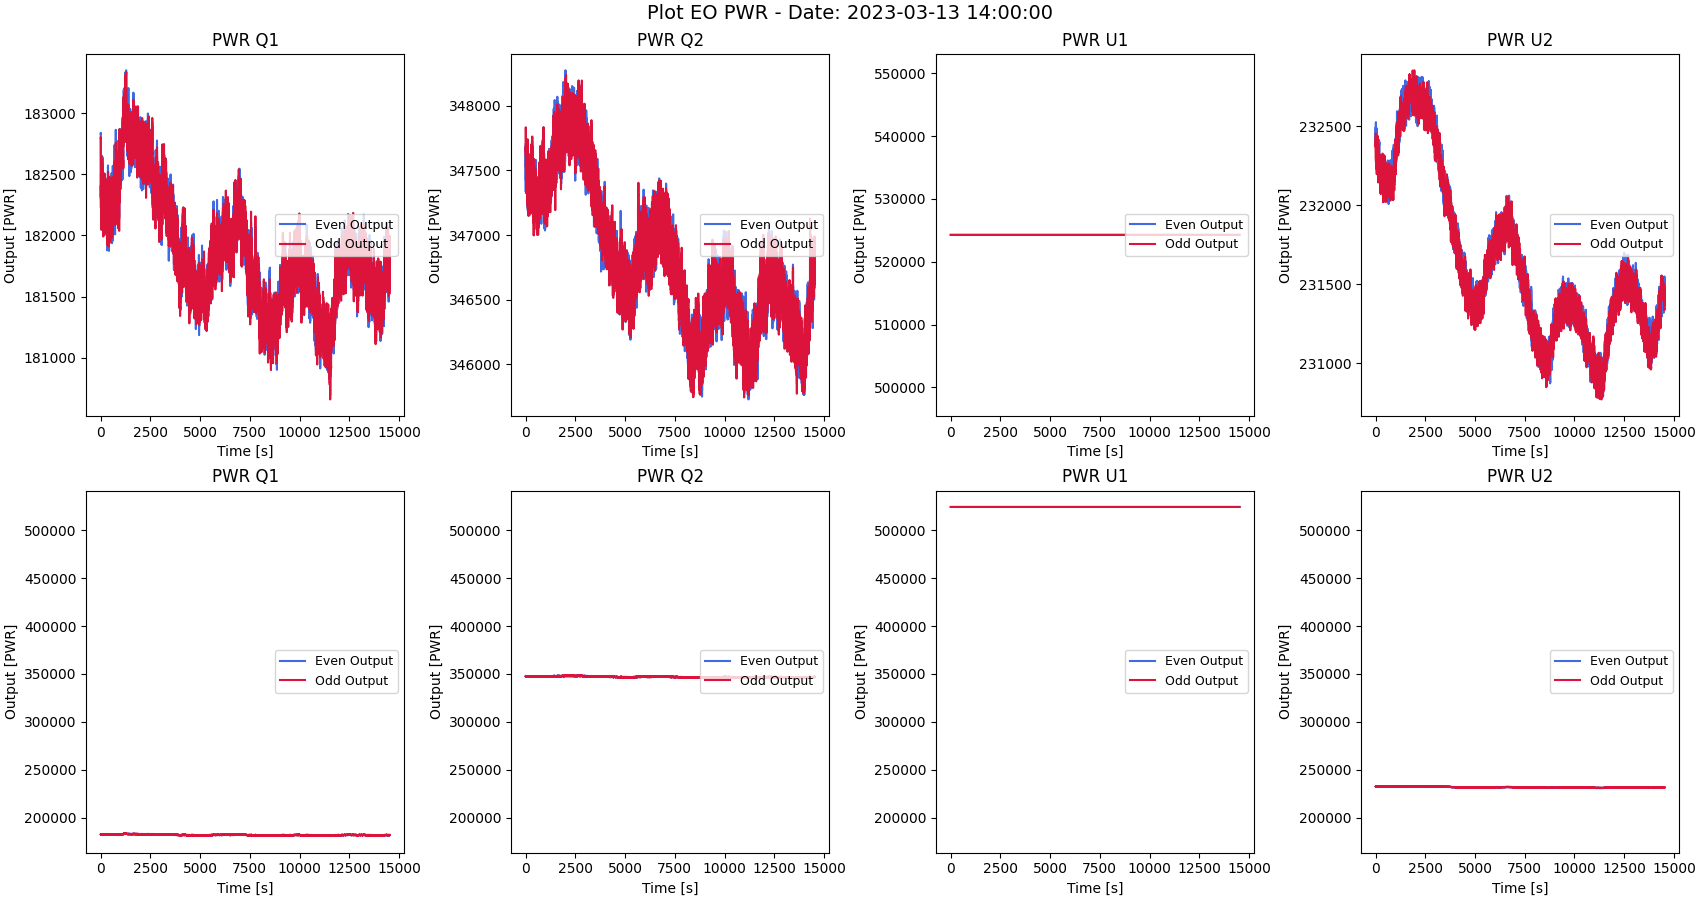 Plot EO PWR - Date: 2023-03-13 14:00:00
PWR Q1
PWR Q2
PWR U1
PWR U2
Output [PWR]
183000
182500
182000
181500
181000
Even Output
Odd Output
0 2500 5000 7500 10000 12500 15000
Time [s]
Output [PWR]
348000
347500
347000
346500
346000
Even Output
Odd Output
0 2500 5000 7500 10000 12500 15000
Time [s]
Output [PWR]
550000
540000
530000
520000
510000
500000
Even Output
Odd Output
0 2500 5000 7500 10000 12500 15000
Time [s]
Output [PWR]
232500
232000
231500
231000
Even Output
Odd Output
0 2500 5000 7500 10000 12500 15000
Time [s]
PWR Q1
PWR Q2
PWR U1
PWR U2
Output [PWR]
500000
450000
400000
350000
300000
250000
200000
Even Output
Odd Output
0 2500 5000 7500 10000 12500 15000
Time [s]
Output [PWR]
500000
450000
400000
350000
300000
250000
200000
Even Output
Odd Output
0 2500 5000 7500 10000 12500 15000
Time [s]
Output [PWR]
500000
450000
400000
350000
300000
250000
200000
Even Output
Odd Output
0 2500 5000 7500 10000 12500 15000
Time [s]
Output [PWR]
500000
450000
400000
350000
300000
250000
200000
Even Output
Odd Output
0 2500 5000 7500 10000 12500 15000
Time [s]